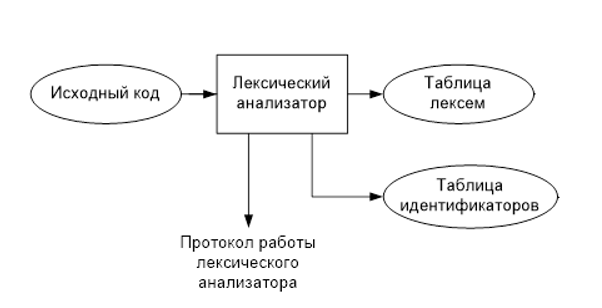 Исходный код
Лексический
анализатор
Таблица
лексем
Таблица
идентификаторов
Протокол работы
лексического
анализатора